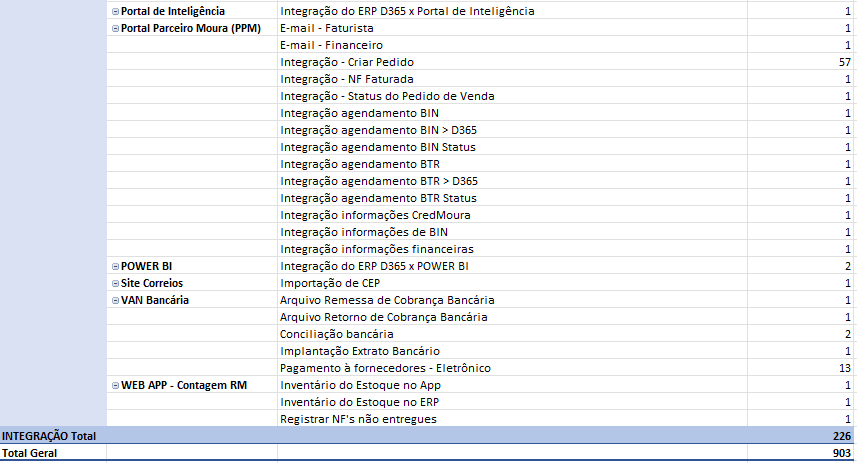 Portal de Inteligência Integração do ERP D365 x Portal de Inteligência 1
Portal Parceiro Moura (PPM) E-mail - Faturista 1
E-mail - Financeiro 1
Integração - Criar Pedido 57
Integração - NF Faturada 1
Integração - Status do Pedido de Venda 1
Integração agendamento BIN 1
Integração agendamento BIN > D365 1
Integração agendamento BIN Status 1
Integração agendamento BTR 1
Integração agendamento BTR > D365 1
Integração agendamento BTR Status 1
Integração informações CredMoura 1
Integração informações de BIN 1
Integração informações financeiras 1
POWER BI Integração do ERP D365 x POWER BI 2
Site Correios Importação de CEP 1
VAN Bancária Arquivo Remessa de Cobrança Bancária 1
Arquivo Retorno de Cobrança Bancária 1
Conciliação bancária 2
Implantação Extrato Bancário 1
Pagamento à fornecedores - Eletrônico 13
WEB APP - Contagem RM Inventário do Estoque no App 1
Inventário do Estoque no ERP 1
Registrar NF's não entregues 1
INTEGRAÇÃO Total 226
Total Geral 903